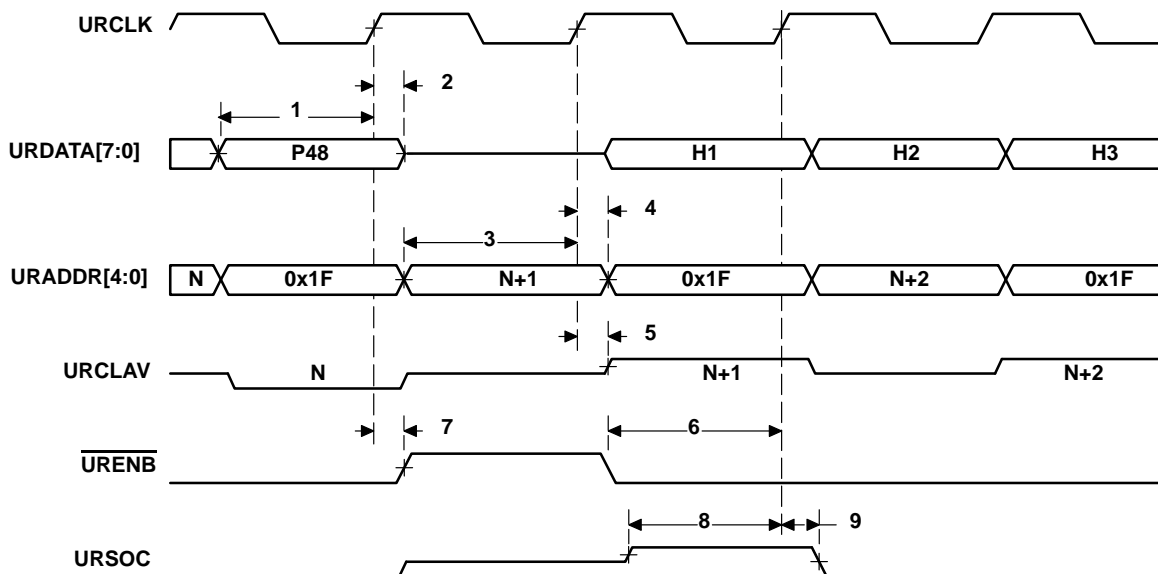 URCLK
2
1
URDATA[7:0] P48 H1 H2 H3
4
3
URADDR[4:0] N 0x1F N+1 0x1F N+2 0x1F
5
URCLAV N N+1 N+2
7 6
URENB
8 9
URSOC